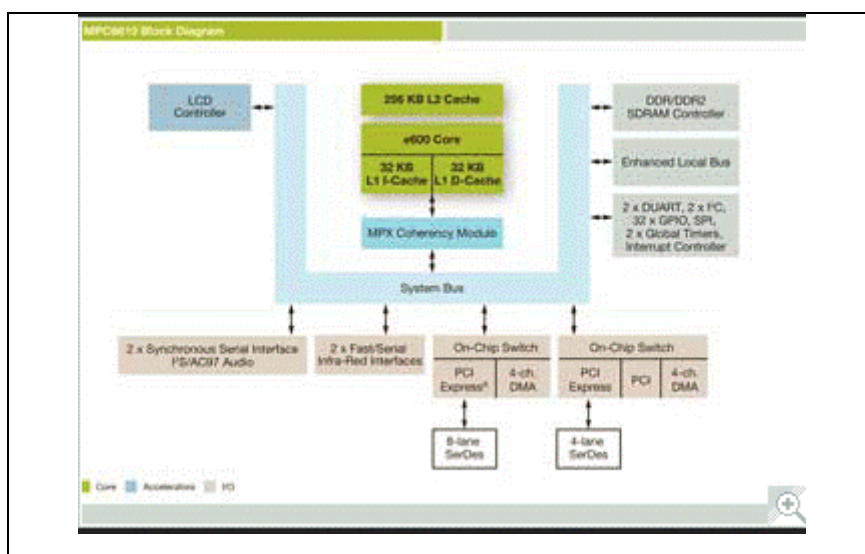 MPC8610 Block Diagram
LCD
Controller
256 KB L2 Cache
e600 Core
32 KB
L1 I-Cache
32 KB
L1 D-Cache
MPX Coherency Module
System Bus
DDR/DDR2
SDRAM Controller
Enhanced Local Bus
2 x DUART, 2 x I²C,
32 x GPIO, SPI,
2 x Global Timers,
Interrupt Controller
2 x Synchronous Serial Interface
I²S/AC97 Audio
2 x Fast/Serial
Infra-Red Interfaces
On-Chip Switch
PCI
Express®
4-ch.
DMA
On-Chip Switch
PCI
Express
PCI
4-ch.
DMA
8-lane
SerDes
4-lane
SerDes
Core
Accelerators
I/O